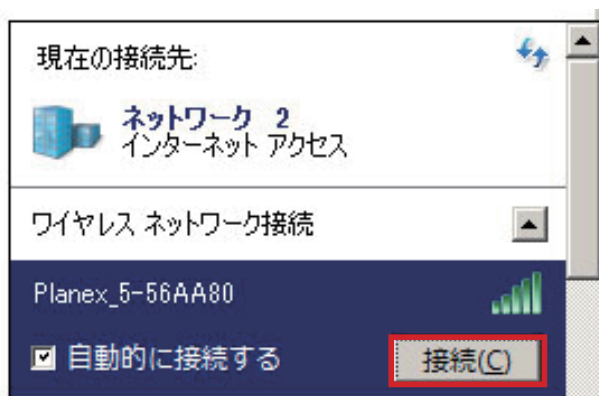 現在の接続先:
ネットワーク 2
インターネット アクセス
ワイヤレス ネットワーク接続
Planex_5-56AA80
自動的に接続する
接続(C)